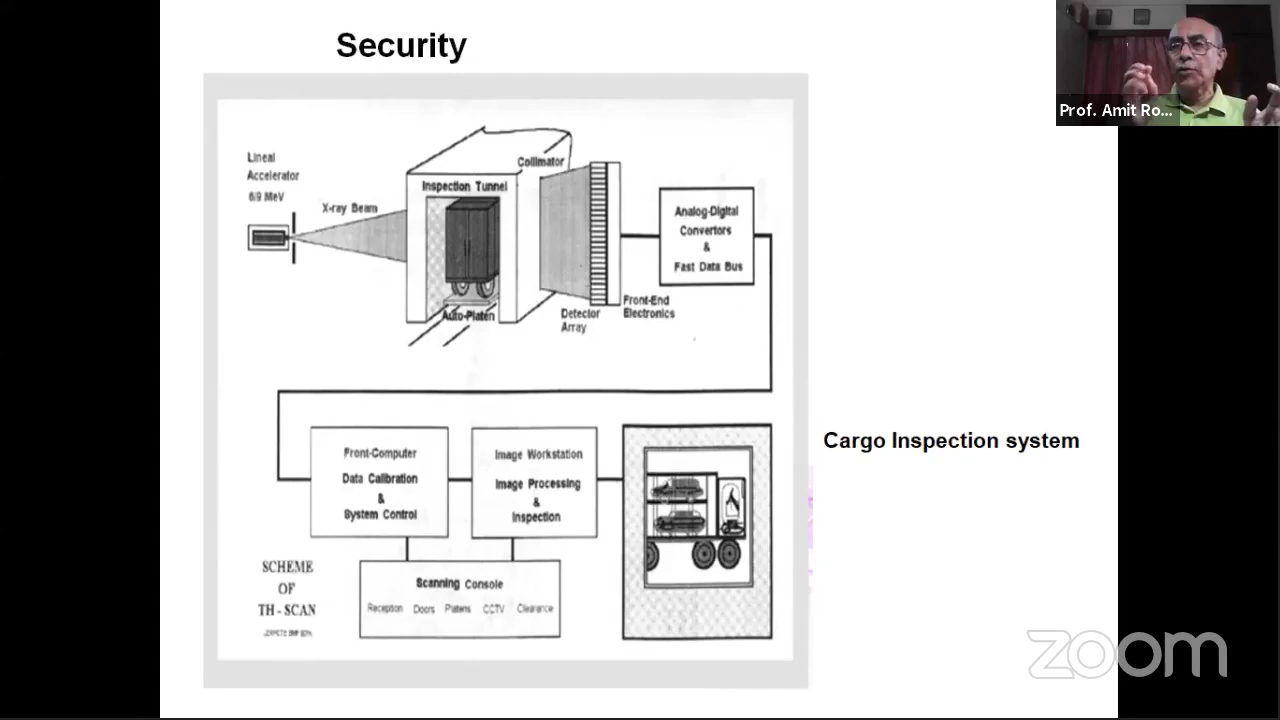 Security
Prof. Amit Ro...
Lineal
Accelerator
6/9 MeV
X-ray Beam
Inspection Tunnel
Collimator
Auto-Platen
Detector
Array
Front-End
Electronics
Analog-Digital
Convertors
&
Fast Data Bus
Front-Computer
Data Calibration
&
System Control
Image Workstation
Image Processing
&
Inspection
Cargo Inspection system
Scanning Console
Reception Doors Platens CCTV Clearance
SCHEME
OF
TH - SCAN
zoom